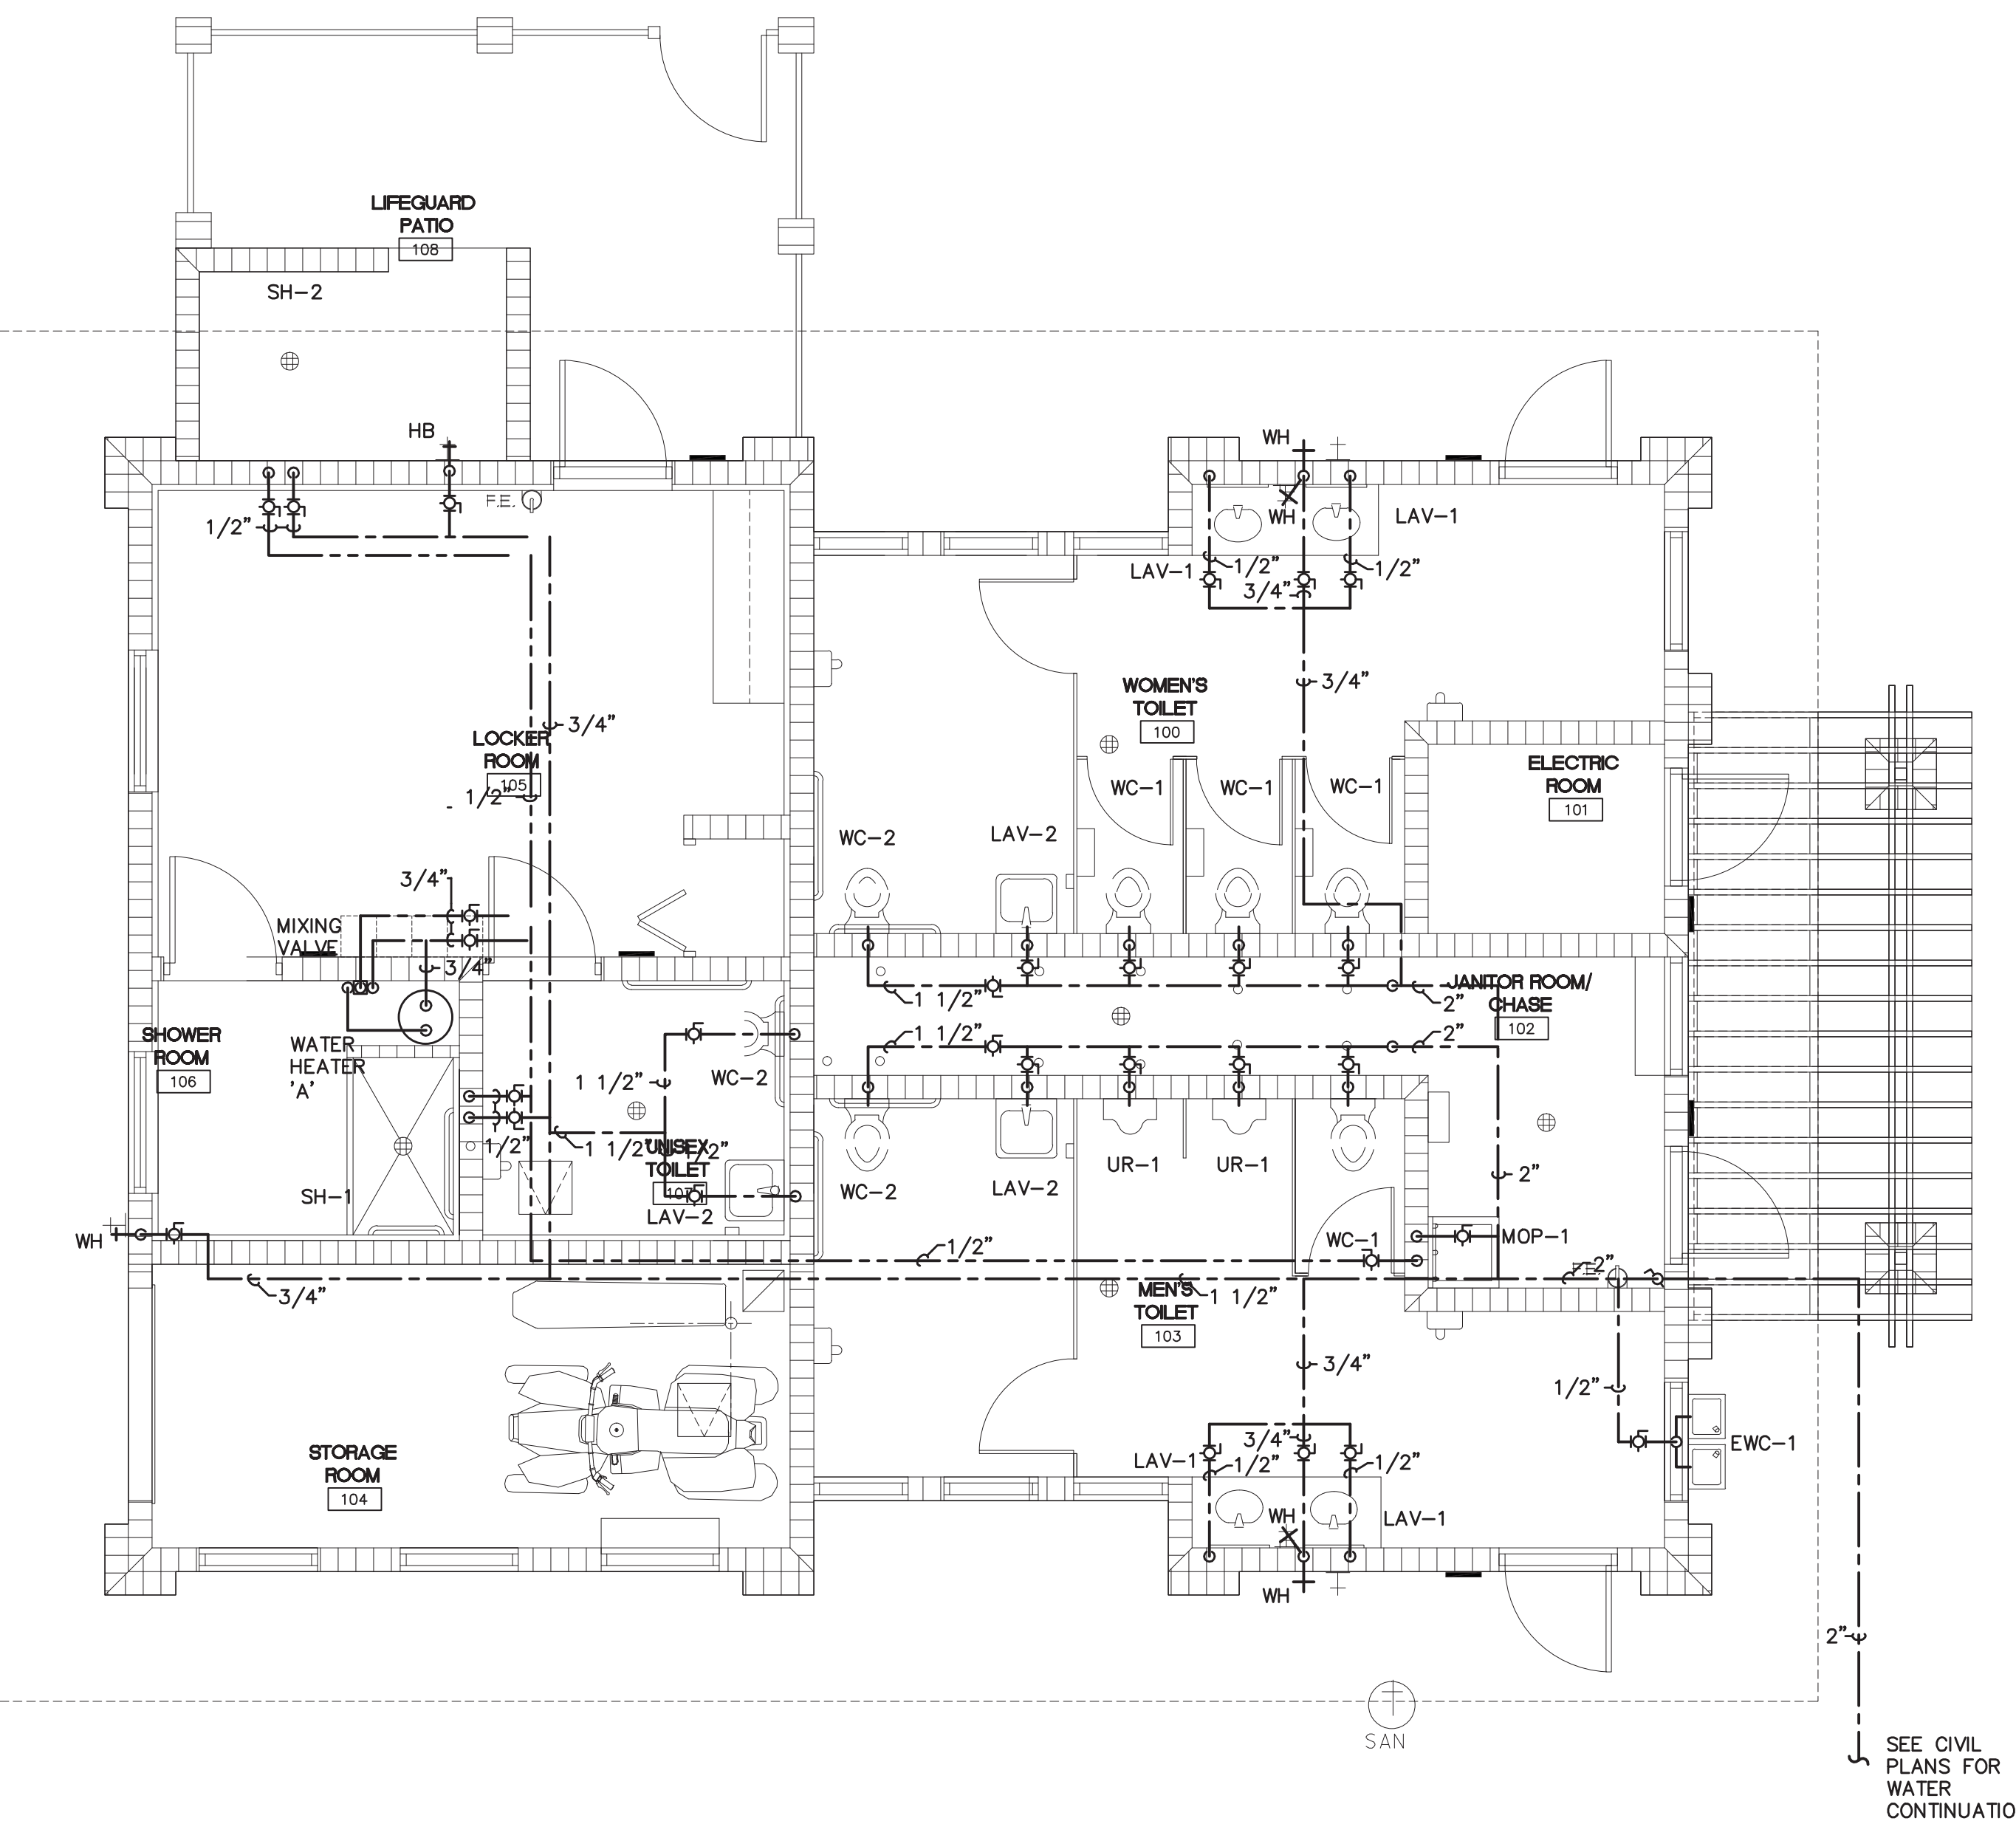 LIFEGUARD
PATIO
108
SH-2
HB
WH
F.E.
WH
LAV-1
1/2"
LAV-1
1/2"
1/2"
3/4"
3/4"
WOMEN'S
TOILET
100
3/4"
LOCKER
ROOM
105
1/2"
ELECTRIC
ROOM
101
WC-1
WC-1
WC-1
WC-2
LAV-2
3/4"
MIXING
VALVE
3/4"
JANITOR ROOM/
CHASE
102
1 1/2"
2"
SHOWER
ROOM
106
WATER
HEATER
'A'
1 1/2"
2"
WC-2
1 1/2"
1/2"
1 1/2"
1/2"
UNISEX
TOILET
107
UR-1
UR-1
2"
SH-1
WC-2
LAV-2
LAV-2
WH
1/2"
WC-1
MOP-1
F.E.
2"
3/4"
1 1/2"
MEN'S
TOILET
103
3/4"
1/2"
STORAGE
ROOM
104
3/4"
LAV-1
1/2"
1/2"
EWC-1
WH
LAV-1
WH
2"
SAN
SEE CIVIL
PLANS FOR
WATER
CONTINUATIO